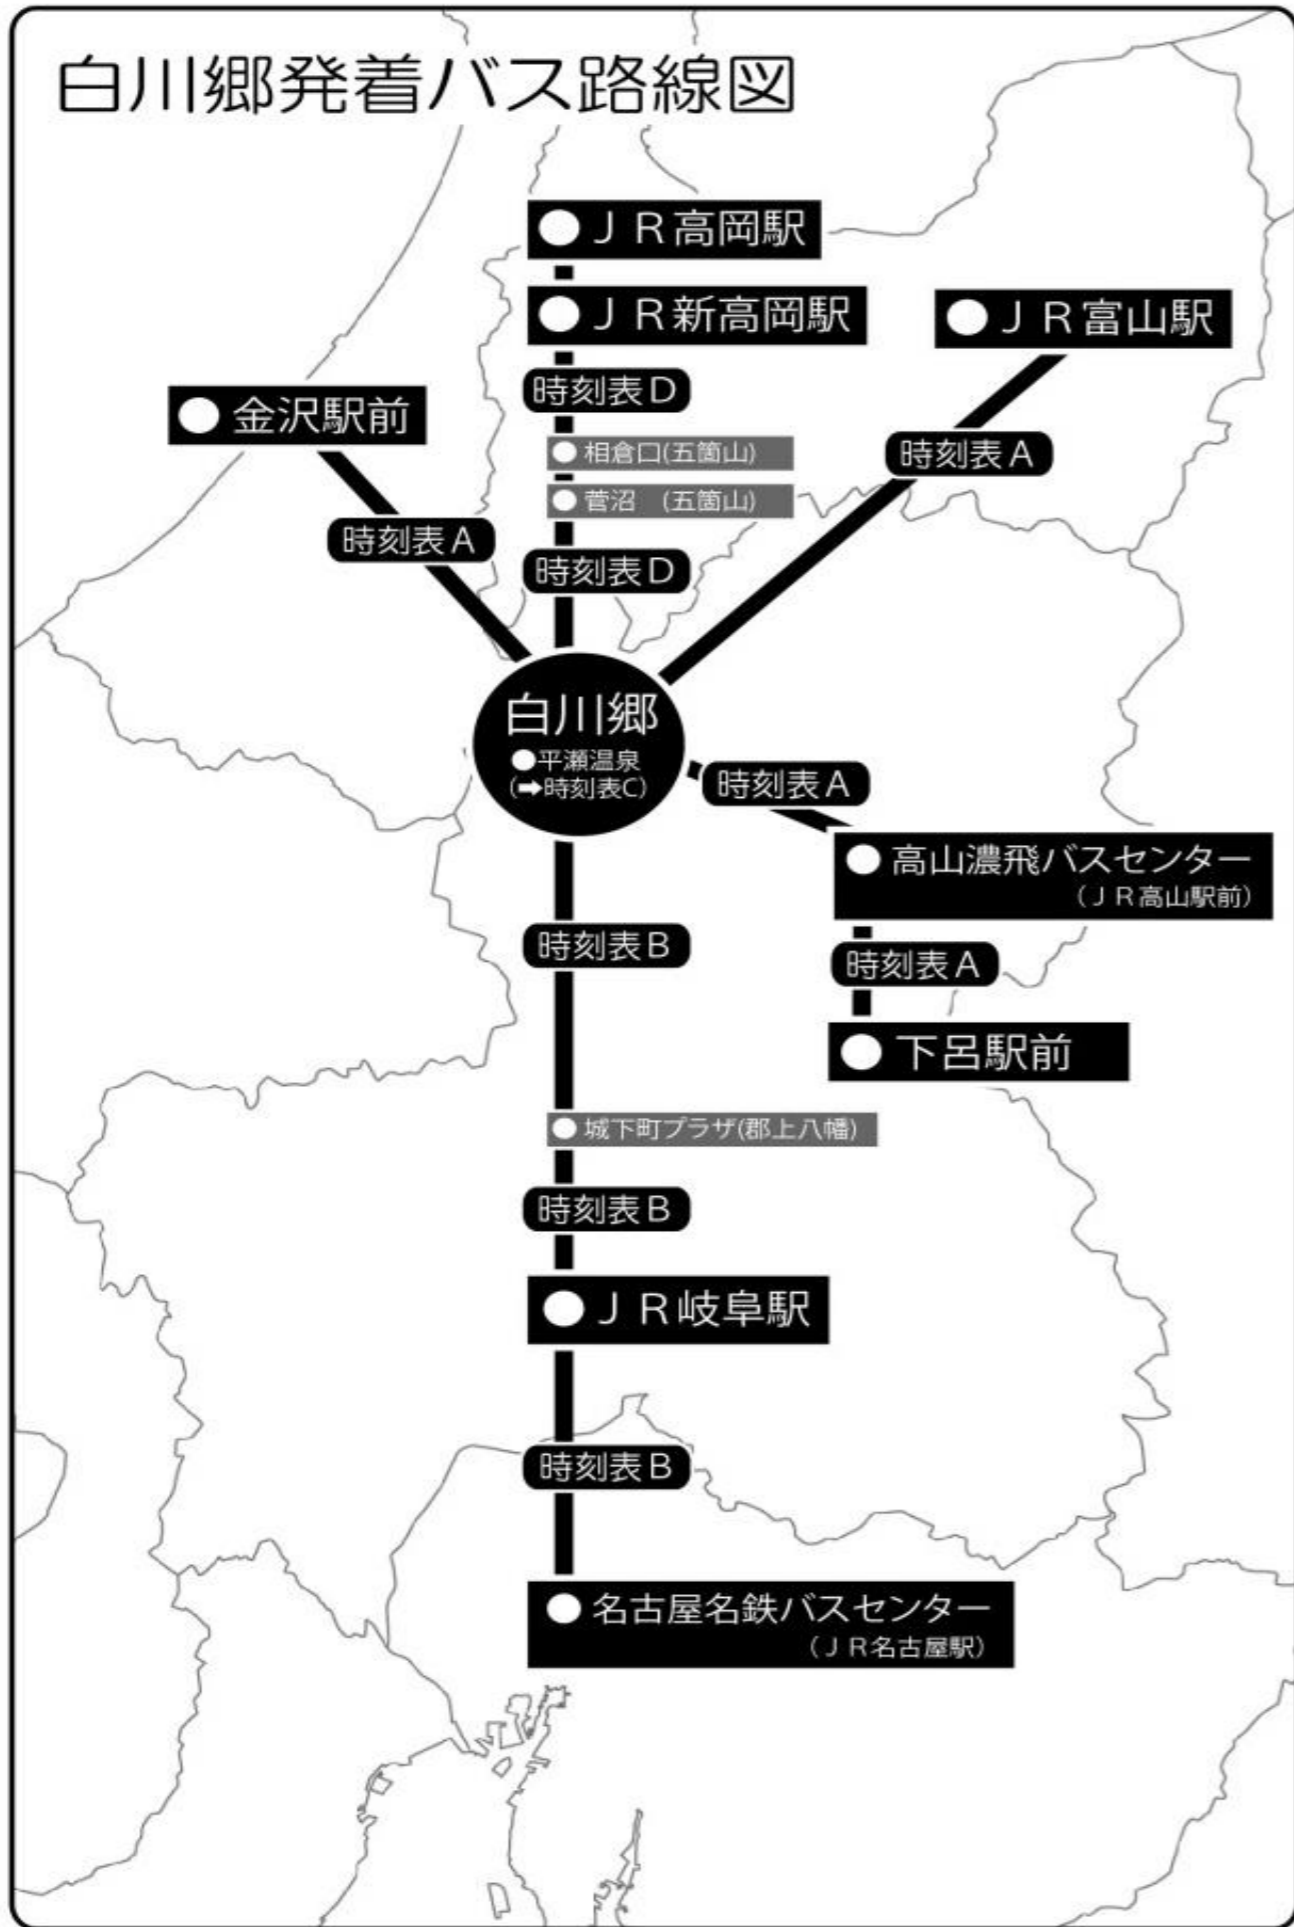 白川郷発着バス路線図
ＪＲ高岡駅
ＪＲ新高岡駅
ＪＲ富山駅
時刻表D
金沢駅前
相倉口(五箇山)
時刻表A
菅沼　(五箇山)
時刻表A
時刻表D
白川郷
平瀬温泉
(➡時刻表C)
時刻表A
高山濃飛バスセンター
（ＪＲ高山駅前）
時刻表B
時刻表A
下呂駅前
城下町プラザ(郡上八幡)
時刻表B
ＪＲ岐阜駅
時刻表B
名古屋名鉄バスセンター
（ＪＲ名古屋駅）